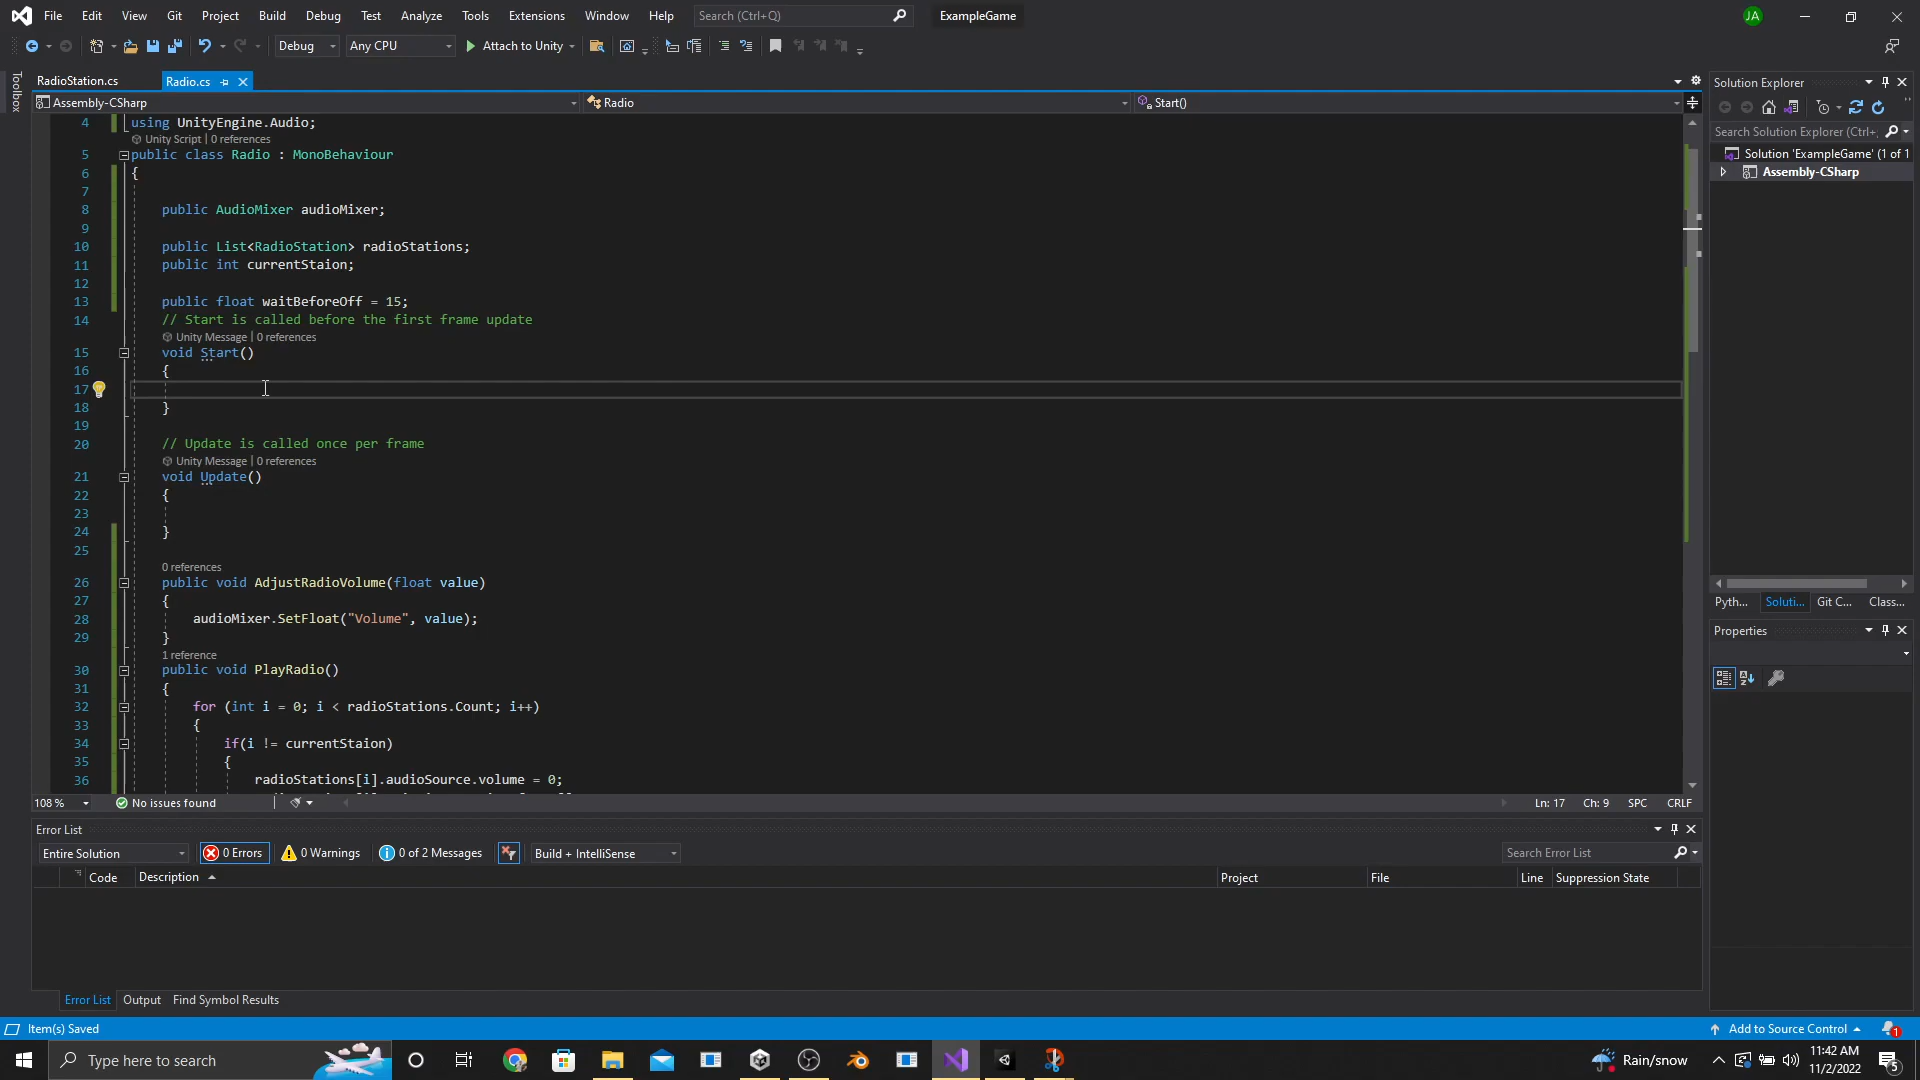 File Edit View Git Project Build Debug Test Analyze Tools Extensions Window Help Search (Ctrl+Q) ExampleGame JA
Debug Any CPU Attach to Unity
Toolbox
RadioStation.cs Radio.cs
Assembly-CSharp Radio Start()
4 using UnityEngine.Audio;
Unity Script | 0 references
5 public class Radio : MonoBehaviour
6 {
7
8 public AudioMixer audioMixer;
9
10 public List<RadioStation> radioStations;
11 public int currentStaion;
12
13 public float waitBeforeOff = 15;
14 // Start is called before the first frame update
Unity Message | 0 references
15 void Start()
16 {
17
18 }
19
20 // Update is called once per frame
Unity Message | 0 references
21 void Update()
22 {
23
24 }
25
0 references
26 public void AdjustRadioVolume(float value)
27 {
28 audioMixer.SetFloat("Volume", value);
29 }
1 reference
30 public void PlayRadio()
31 {
32 for (int i = 0; i < radioStations.Count; i++)
33 {
34 if(i != currentStaion)
35 {
36 radioStations[i].audioSource.volume = 0;
108 % No issues found Ln: 17 Ch: 9 SPC CRLF
Error List
Entire Solution 0 Errors 0 Warnings 0 of 2 Messages Build + IntelliSense Search Error List
Code Description Project File Line Suppression State
Error List Output Find Symbol Results
Solution Explorer
Search Solution Explorer (Ctrl+;
Solution 'ExampleGame' (1 of 1
Assembly-CSharp
Pyth... Soluti... Git C... Class...
Properties
Item(s) Saved Add to Source Control 1
Type here to search Rain/snow 11:42 AM
11/2/2022 5